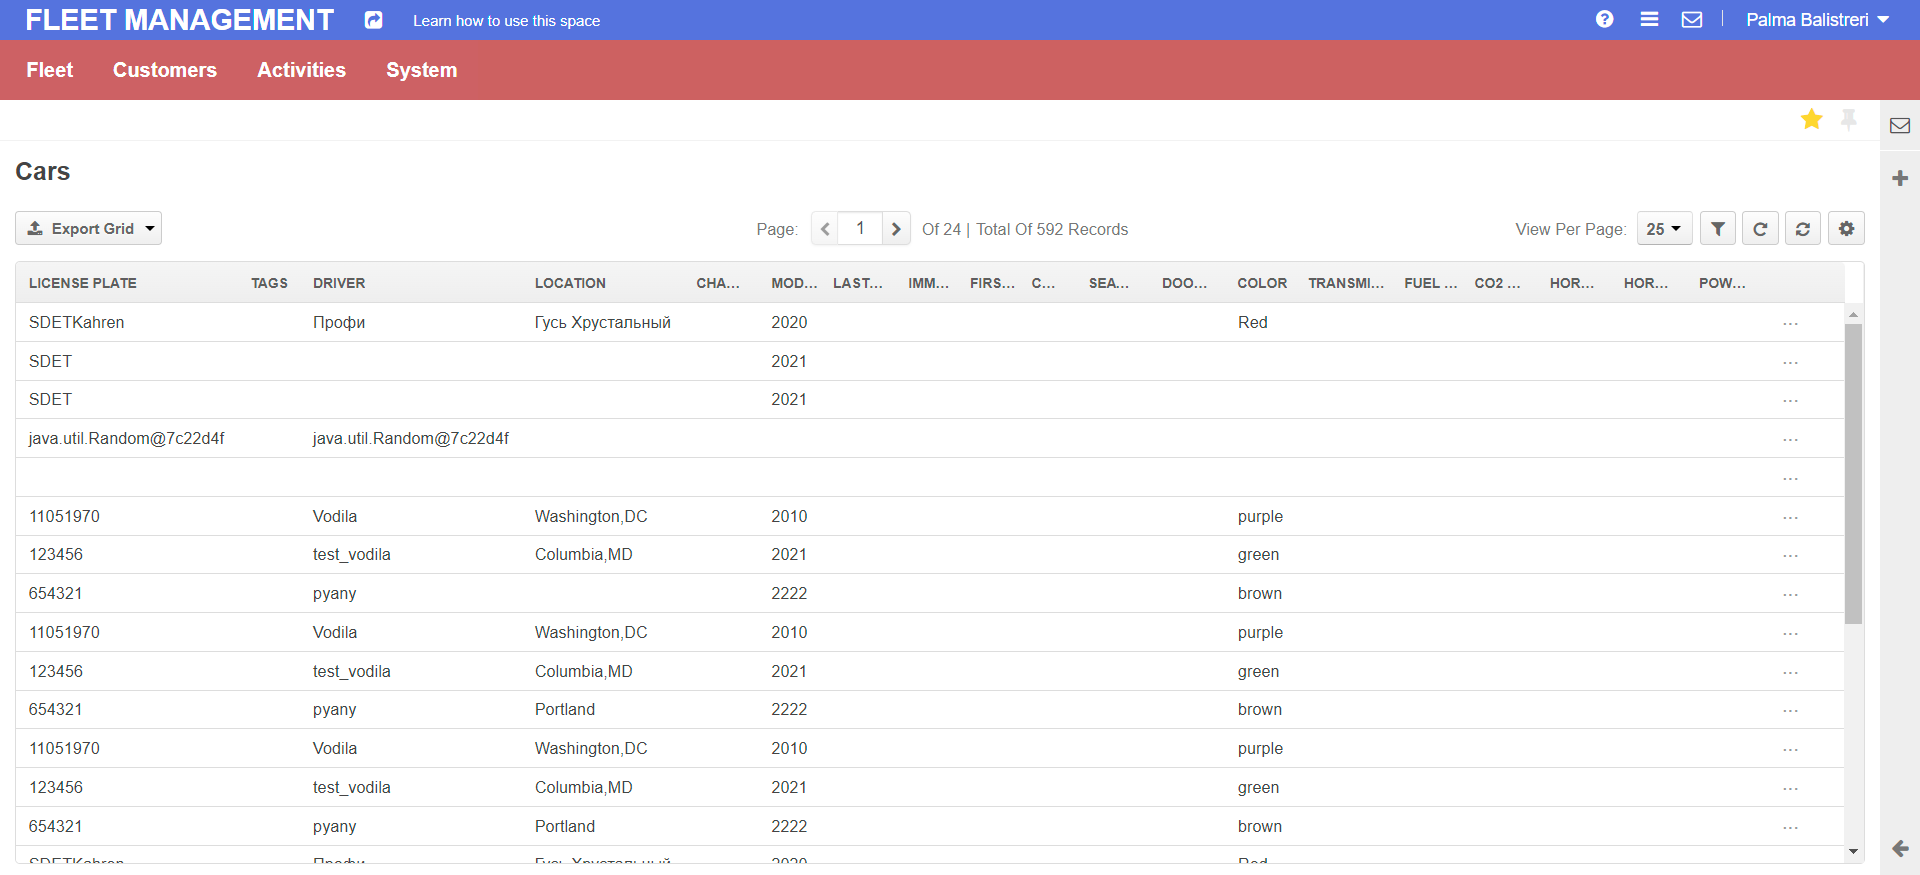 FLEET MANAGEMENT Learn how to use this space Palma Balistreri
Fleet Customers Activities System
Cars
Export Grid Page: 1 Of 24 | Total Of 592 Records View Per Page: 25
LICENSE PLATE TAGS DRIVER LOCATION CHA... MOD... LAST... IMM... FIRS... C... SEA... DOO... COLOR TRANSMI... FUEL ... CO2 ... HOR... HOR... POW...
SDETKahren Профи Гусь Хрустальный 2020 Red ...
SDET 2021 ...
SDET 2021 ...
java.util.Random@7c22d4f java.util.Random@7c22d4f ...
...
11051970 Vodila Washington,DC 2010 purple ...
123456 test_vodila Columbia,MD 2021 green ...
654321 pyany 2222 brown ...
11051970 Vodila Washington,DC 2010 purple ...
123456 test_vodila Columbia,MD 2021 green ...
654321 pyany Portland 2222 brown ...
11051970 Vodila Washington,DC 2010 purple ...
123456 test_vodila Columbia,MD 2021 green ...
654321 pyany Portland 2222 brown ...
SDETKahren Профи Гусь Хрустальный 2020 Red